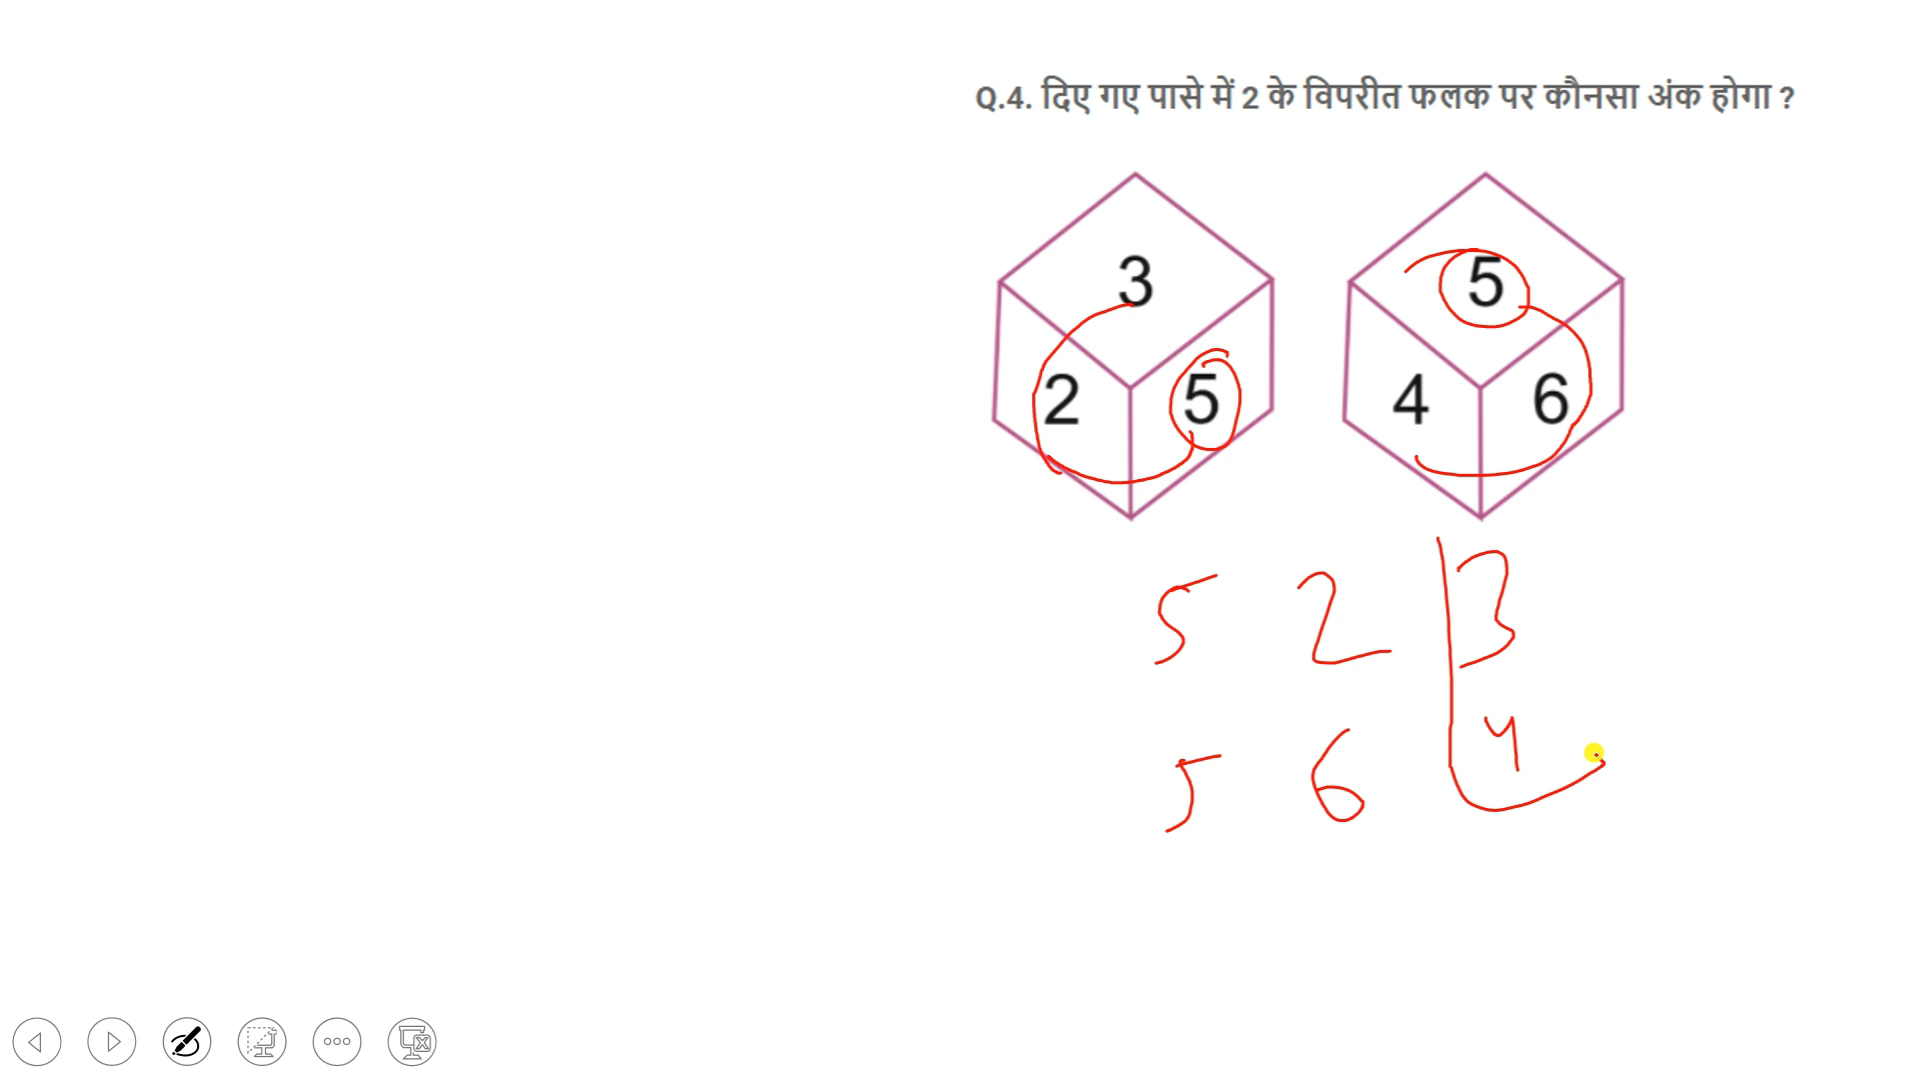 Q.4. दिए गए पासे में 2 के विपरीत फलक पर कौनसा अंक होगा ?
3 5
2 5 4 6
5 2 3
5 6 4